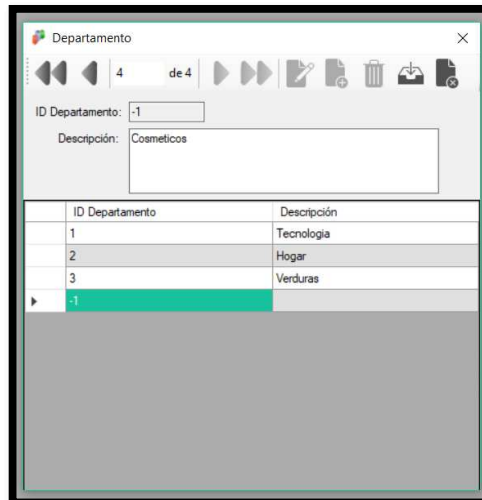 Departamento
4 de 4
ID Departamento: -1
Descripción: Cosmeticos
ID Departamento Descripción
1 Tecnologia
2 Hogar
3 Verduras
-1